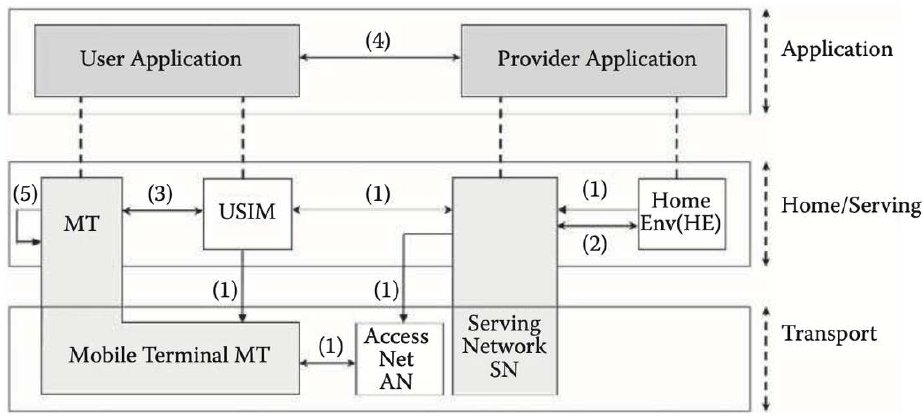 (4)
User Application
Provider Application
Application
(5)
MT
(3)
USIM
(1)
(1)
Home
Env(HE)
(2)
Home/Serving
(1)
(1)
Mobile Terminal MT
(1)
Access
Net
AN
Serving
Network
SN
Transport